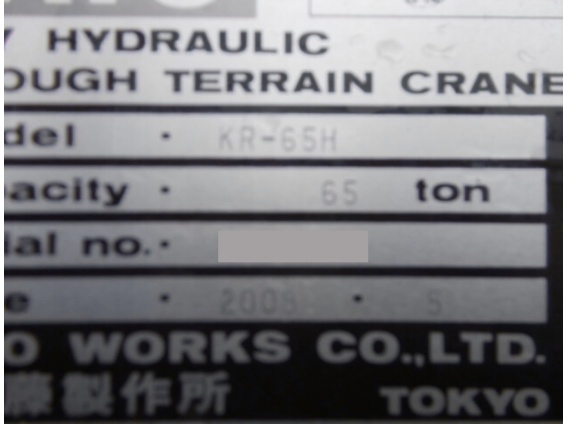 Y HYDRAULIC
OUGH TERRAIN CRANE
del · KR-65H
acity · 65 ton
ial no. ·
e · 2008 · 5
O WORKS CO.,LTD.
藤製作所 TOKYO